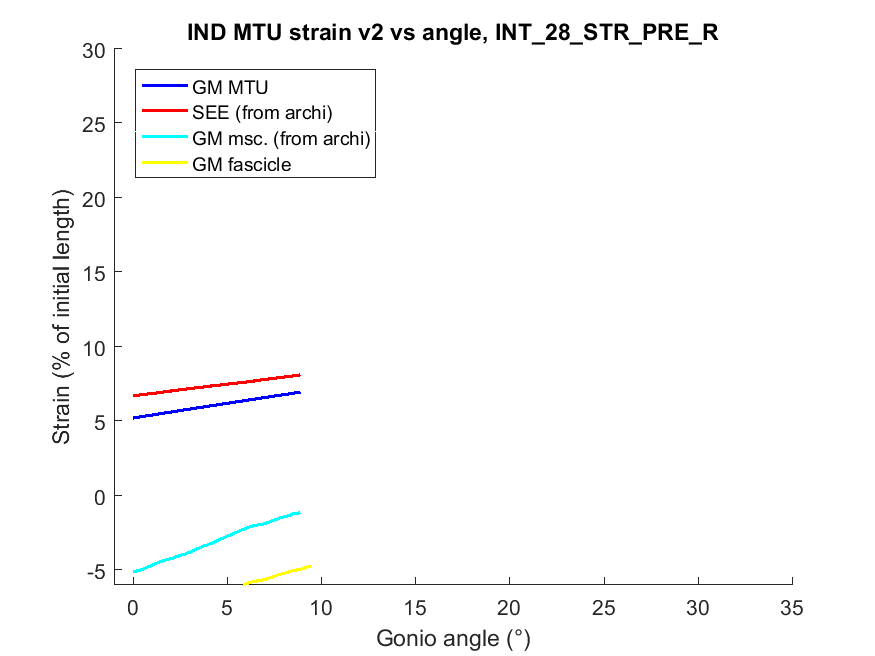 IND MTU strain v2 vs angle, INT_28_STR_PRE_R
30
25
20
15
10
5
0
-5
Strain (% of initial length)
GM MTU
SEE (from archi)
GM msc. (from archi)
GM fascicle
0 5 10 15 20 25 30 35
Gonio angle (°)